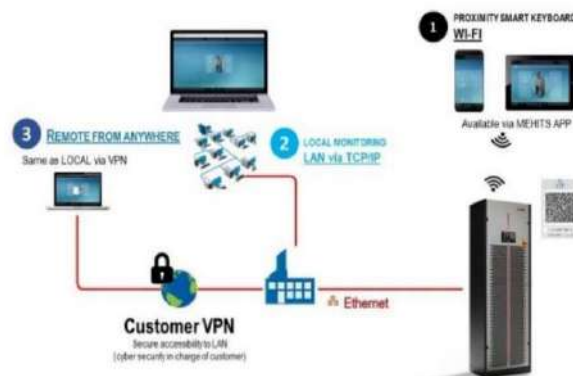 1
PROXIMITY SMART KEYBOARD
WI-FI
Available via MEHITS APP
3
REMOTE FROM ANYWHERE
Same as LOCAL via VPN
2
LOCAL MONITORING
LAN via TCP/IP
Ethernet
Customer VPN
Secure accessibility to LAN
(cyber security in charge of customer)